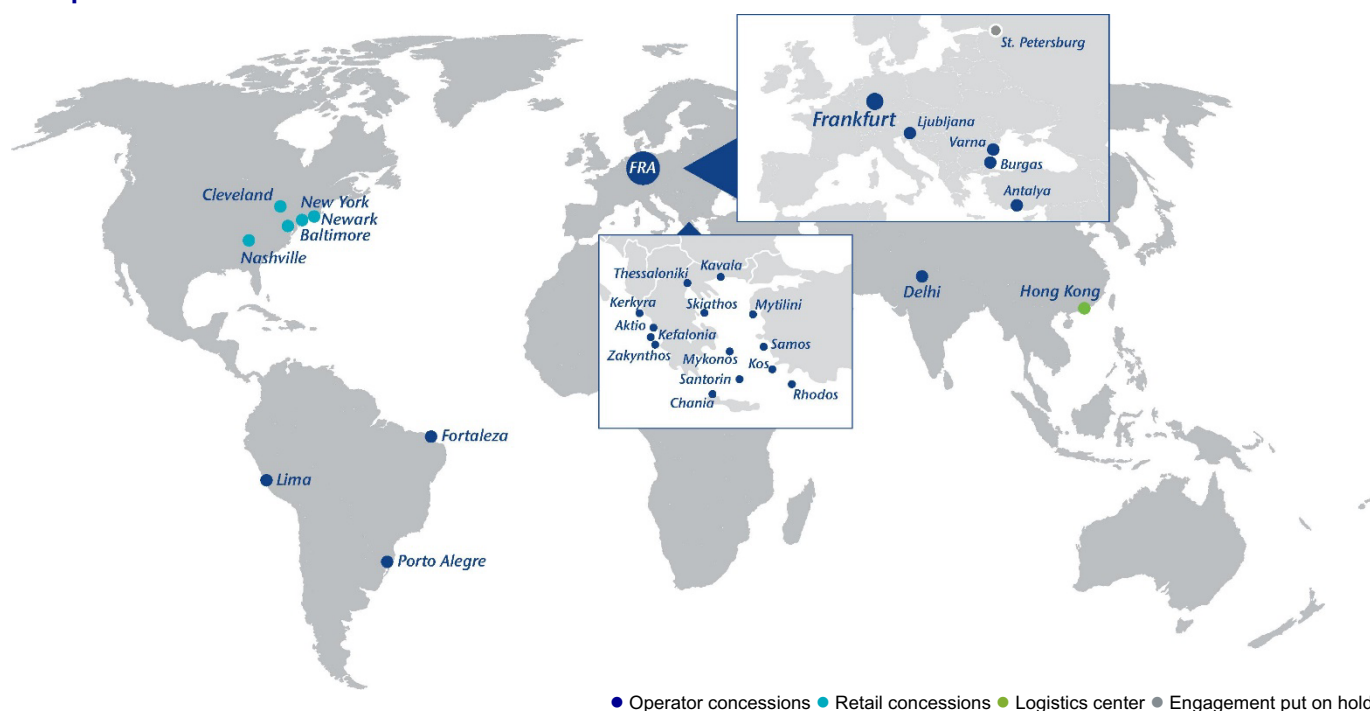 St. Petersburg
Frankfurt
Ljubljana
Varna
Burgas
Antalya
FRA
Cleveland
New York
Newark
Baltimore
Nashville
Kavala
Thessaloniki
Kerkyra
Skiathos
Mytilini
Aktio
Kefalonia
Zakynthos
Mykonos
Samos
Kos
Santorin
Rhodos
Chania
Delhi
Hong Kong
Fortaleza
Lima
Porto Alegre
Operator concessions Retail concessions Logistics center Engagement put on hold